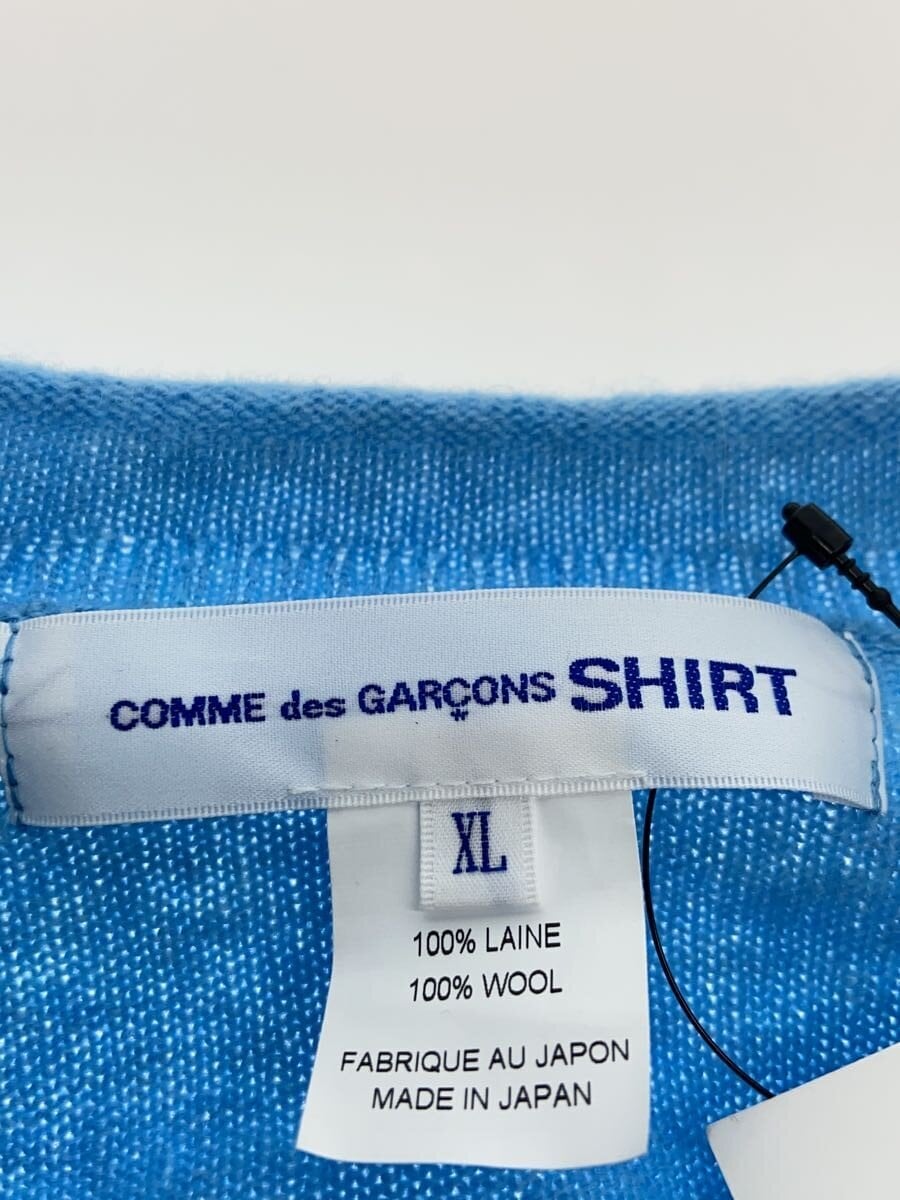 COMME des GARÇONS SHIRT
XL
100% LAINE
100% WOOL
FABRIQUE AU JAPON
MADE IN JAPAN